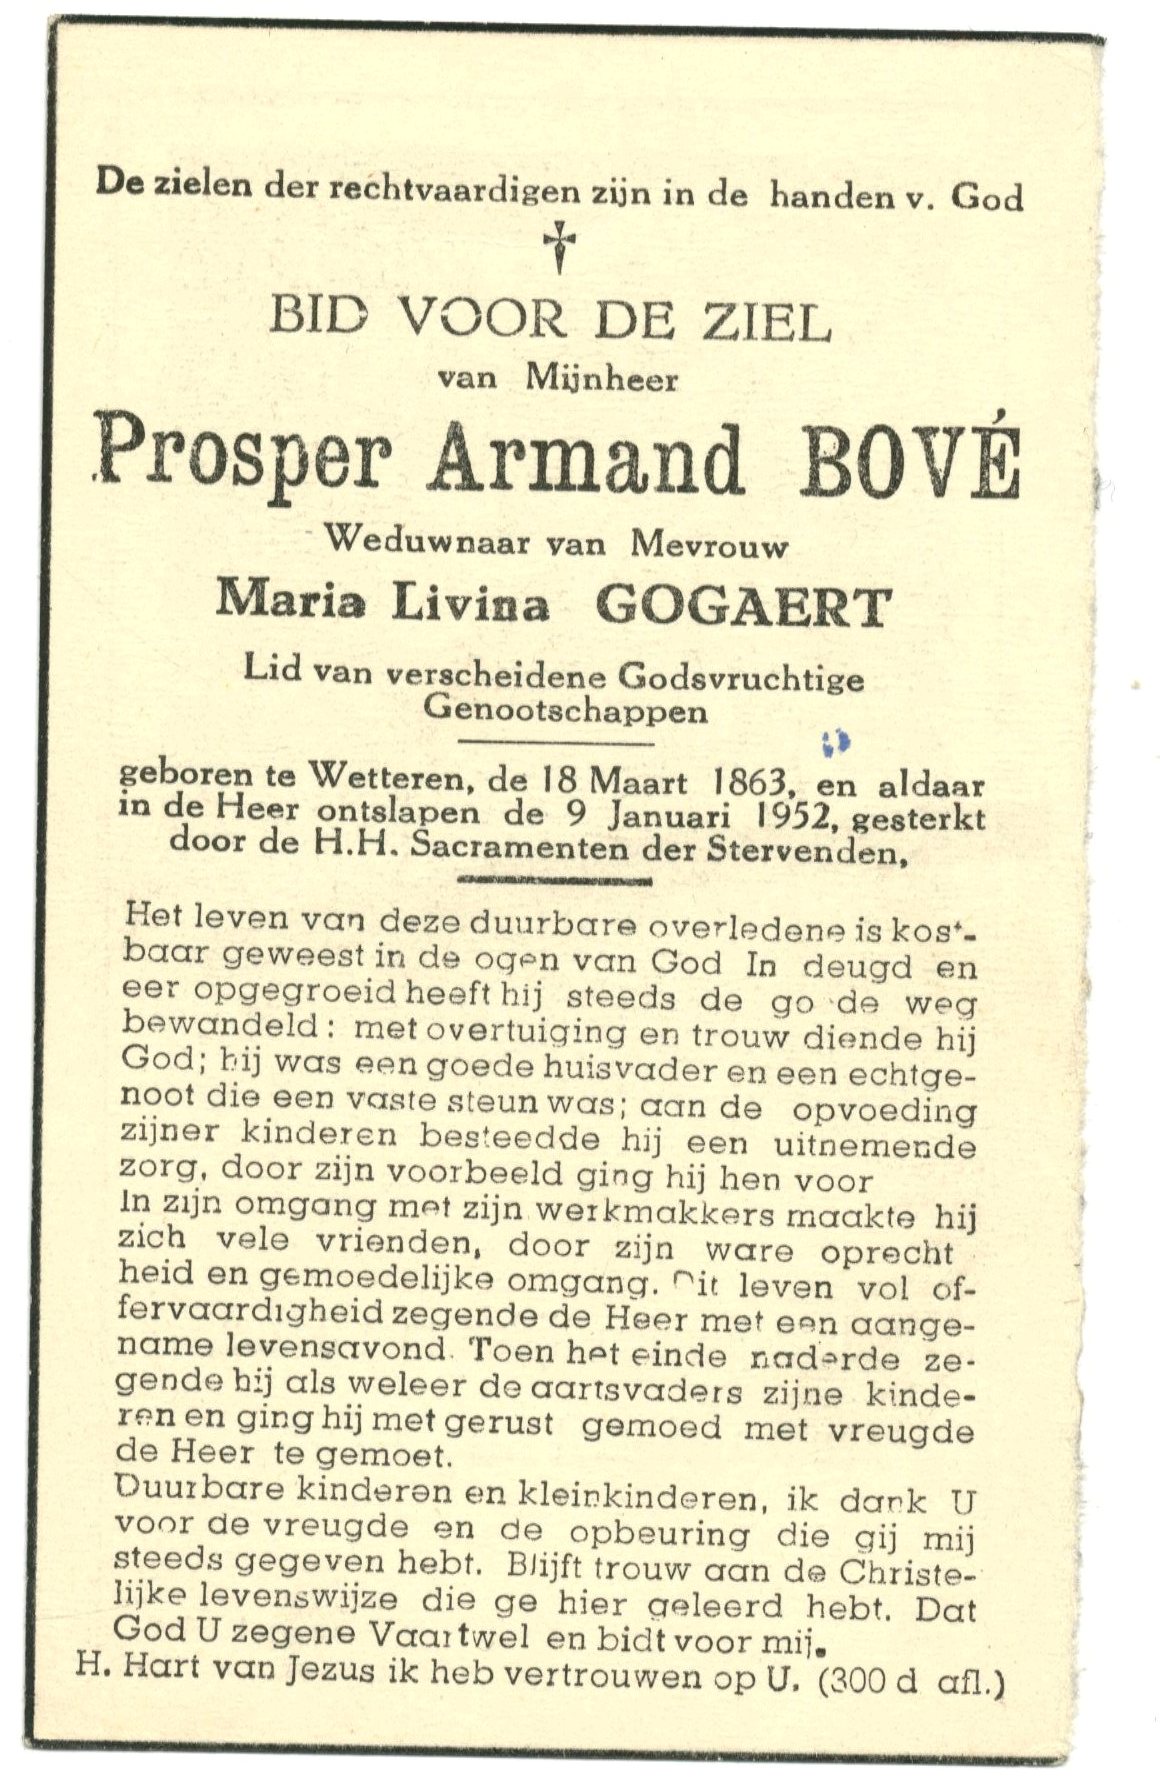 De zielen der rechtvaardigen zijn in de handen v. God
†
BID VOOR DE ZIEL
van Mijnheer
Prosper Armand BOVÉ
Weduwnaar van Mevrouw
Maria Livina GOGAERT
Lid van verscheidene Godsvruchtige
Genootschappen
geboren te Wetteren, de 18 Maart 1863, en aldaar
in de Heer ontslapen de 9 Januari 1952, gesterkt
door de H.H. Sacramenten der Stervenden,
Het leven van deze duurbare overledene is kost-
baar geweest in de ogen van God In deugd en
eer opgegroeid heeft hij steeds de goede weg
bewandeld: met overtuiging en trouw diende hij
God; hij was een goede huisvader en een echtge-
noot die een vaste steun was; aan de opvoeding
zijner kinderen besteedde hij een uitnemende
zorg, door zijn voorbeeld ging hij hen voor
In zijn omgang met zijn werkmakkers maakte hij
zich vele vrienden, door zijn ware oprecht
heid en gemoedelijke omgang. Dit leven vol of-
fervaardigheid zegende de Heer met een aange-
name levensavond. Toen het einde naderde ze-
gende hij als weleer de aartsvaders zijne kinde-
ren en ging hij met gerust gemoed met vreugde
de Heer te gemoet.
Duurbare kinderen en kleinkinderen, ik dank U
voor de vreugde en de opbeuring die gij mij
steeds gegeven hebt. Blijft trouw aan de Christe-
lijke levenswijze die ge hier geleerd hebt. Dat
God U zegene Vaartwel en bidt voor mij.
H. Hart van Jezus ik heb vertrouwen op U. (300 d afl.)